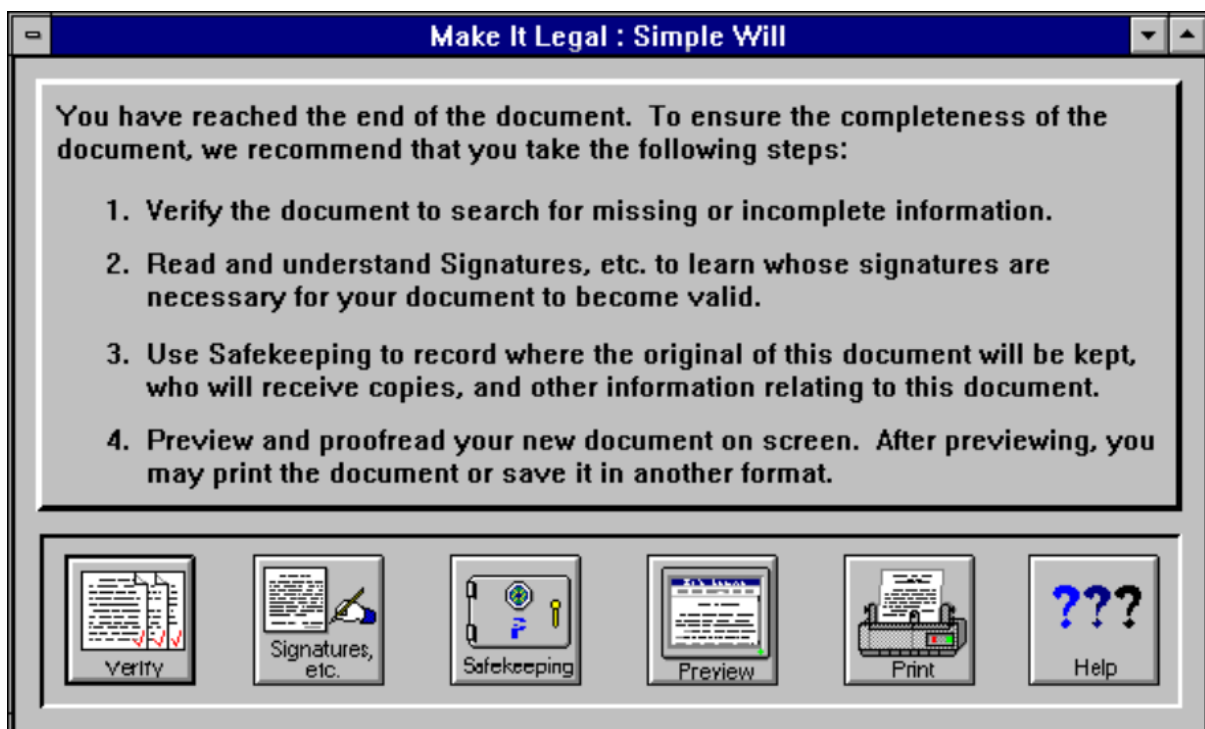 Make It Legal : Simple Will
You have reached the end of the document.  To ensure the completeness of the
document, we recommend that you take the following steps:
1. Verify the document to search for missing or incomplete information.
2. Read and understand Signatures, etc. to learn whose signatures are
necessary for your document to become valid.
3. Use Safekeeping to record where the original of this document will be kept,
who will receive copies, and other information relating to this document.
4. Preview and proofread your new document on screen.  After previewing, you
may print the document or save it in another format.
Verify
Signatures,
etc.
Safekeeping
Preview
Print
??? 
Help